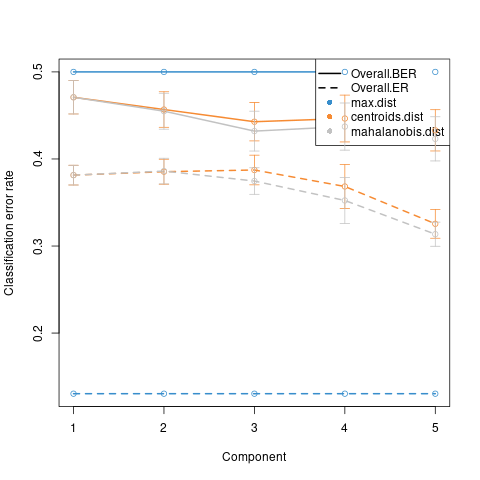 0.5
0.4
0.3
0.2
Classification error rate
Overall.BER
Overall.ER
max.dist
centroids.dist
mahalanobis.dist
1 2 3 4 5
Component